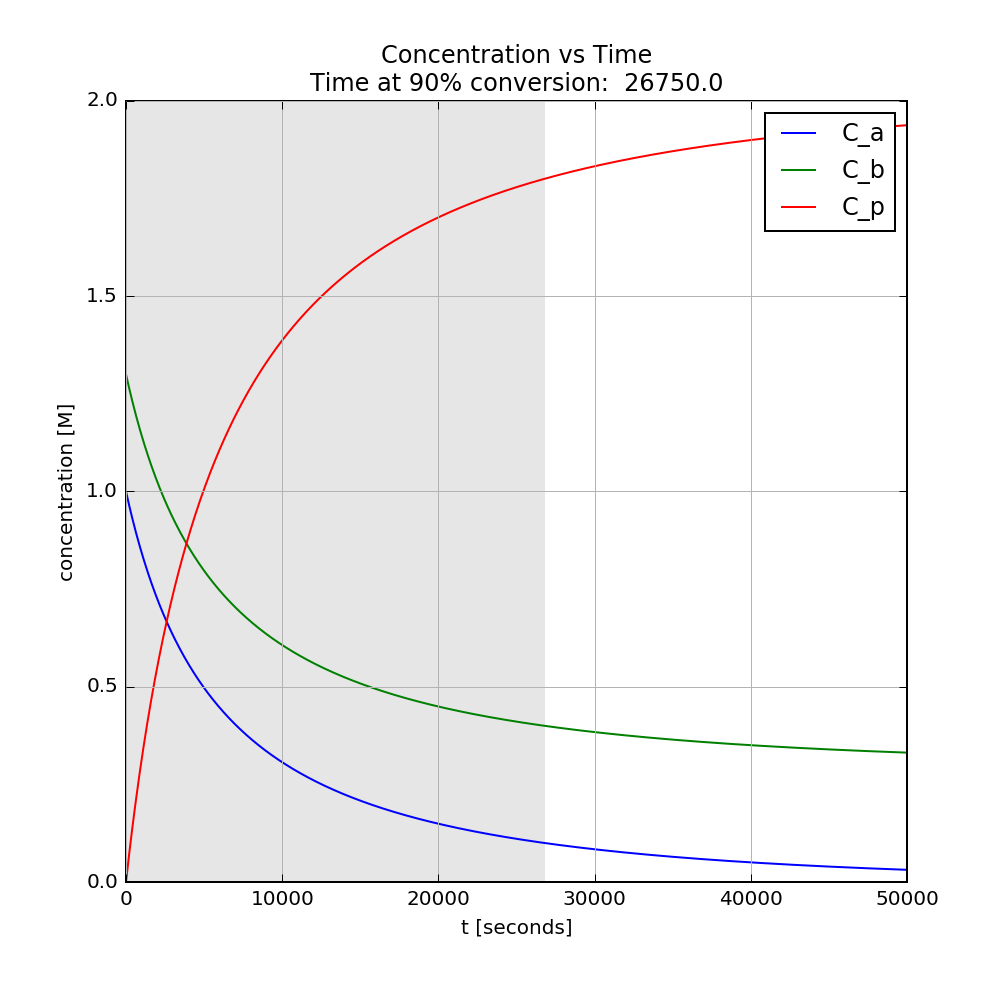 Concentration vs Time
Time at 90% conversion:  26750.0
2.0
1.5
1.0
0.5
0.0
concentration [M]
C_a
C_b
C_p
0 10000 20000 30000 40000 50000
t [seconds]